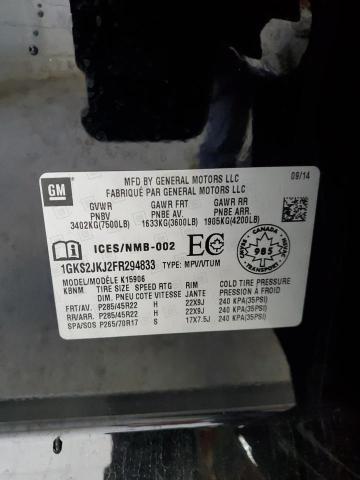 GM
MFD BY GENERAL MOTORS LLC
FABRIQUÉ PAR GENERAL MOTORS LLC
09/14
GVWR GAWR FRT GAWR RR
PNBV PNBE AV. PNBE ARR.
3402KG(7500LB) 1633KG(3600LB) 1905KG(4200LB)
ICES/NMB-002
EC
CANADA
985
TRANSPORT
1GKS2JKJ2FR294833 TYPE: MPV/VTUM
MODEL/MODÈLE K15906
KBNM TIRE SIZE SPEED RTG RIM COLD TIRE PRESSURE
DIM. PNEU COTE VITESSE JANTE PRESSION A FROID
FRT/AV. P285/45R22 H 22X9J 240 KPA(35PSI)
RR/ARR. P285/45R22 H 22X9J 240 KPA(35PSI)
SPA/SOS P265/70R17 S 17X7.5J 240 KPA(35PSI)